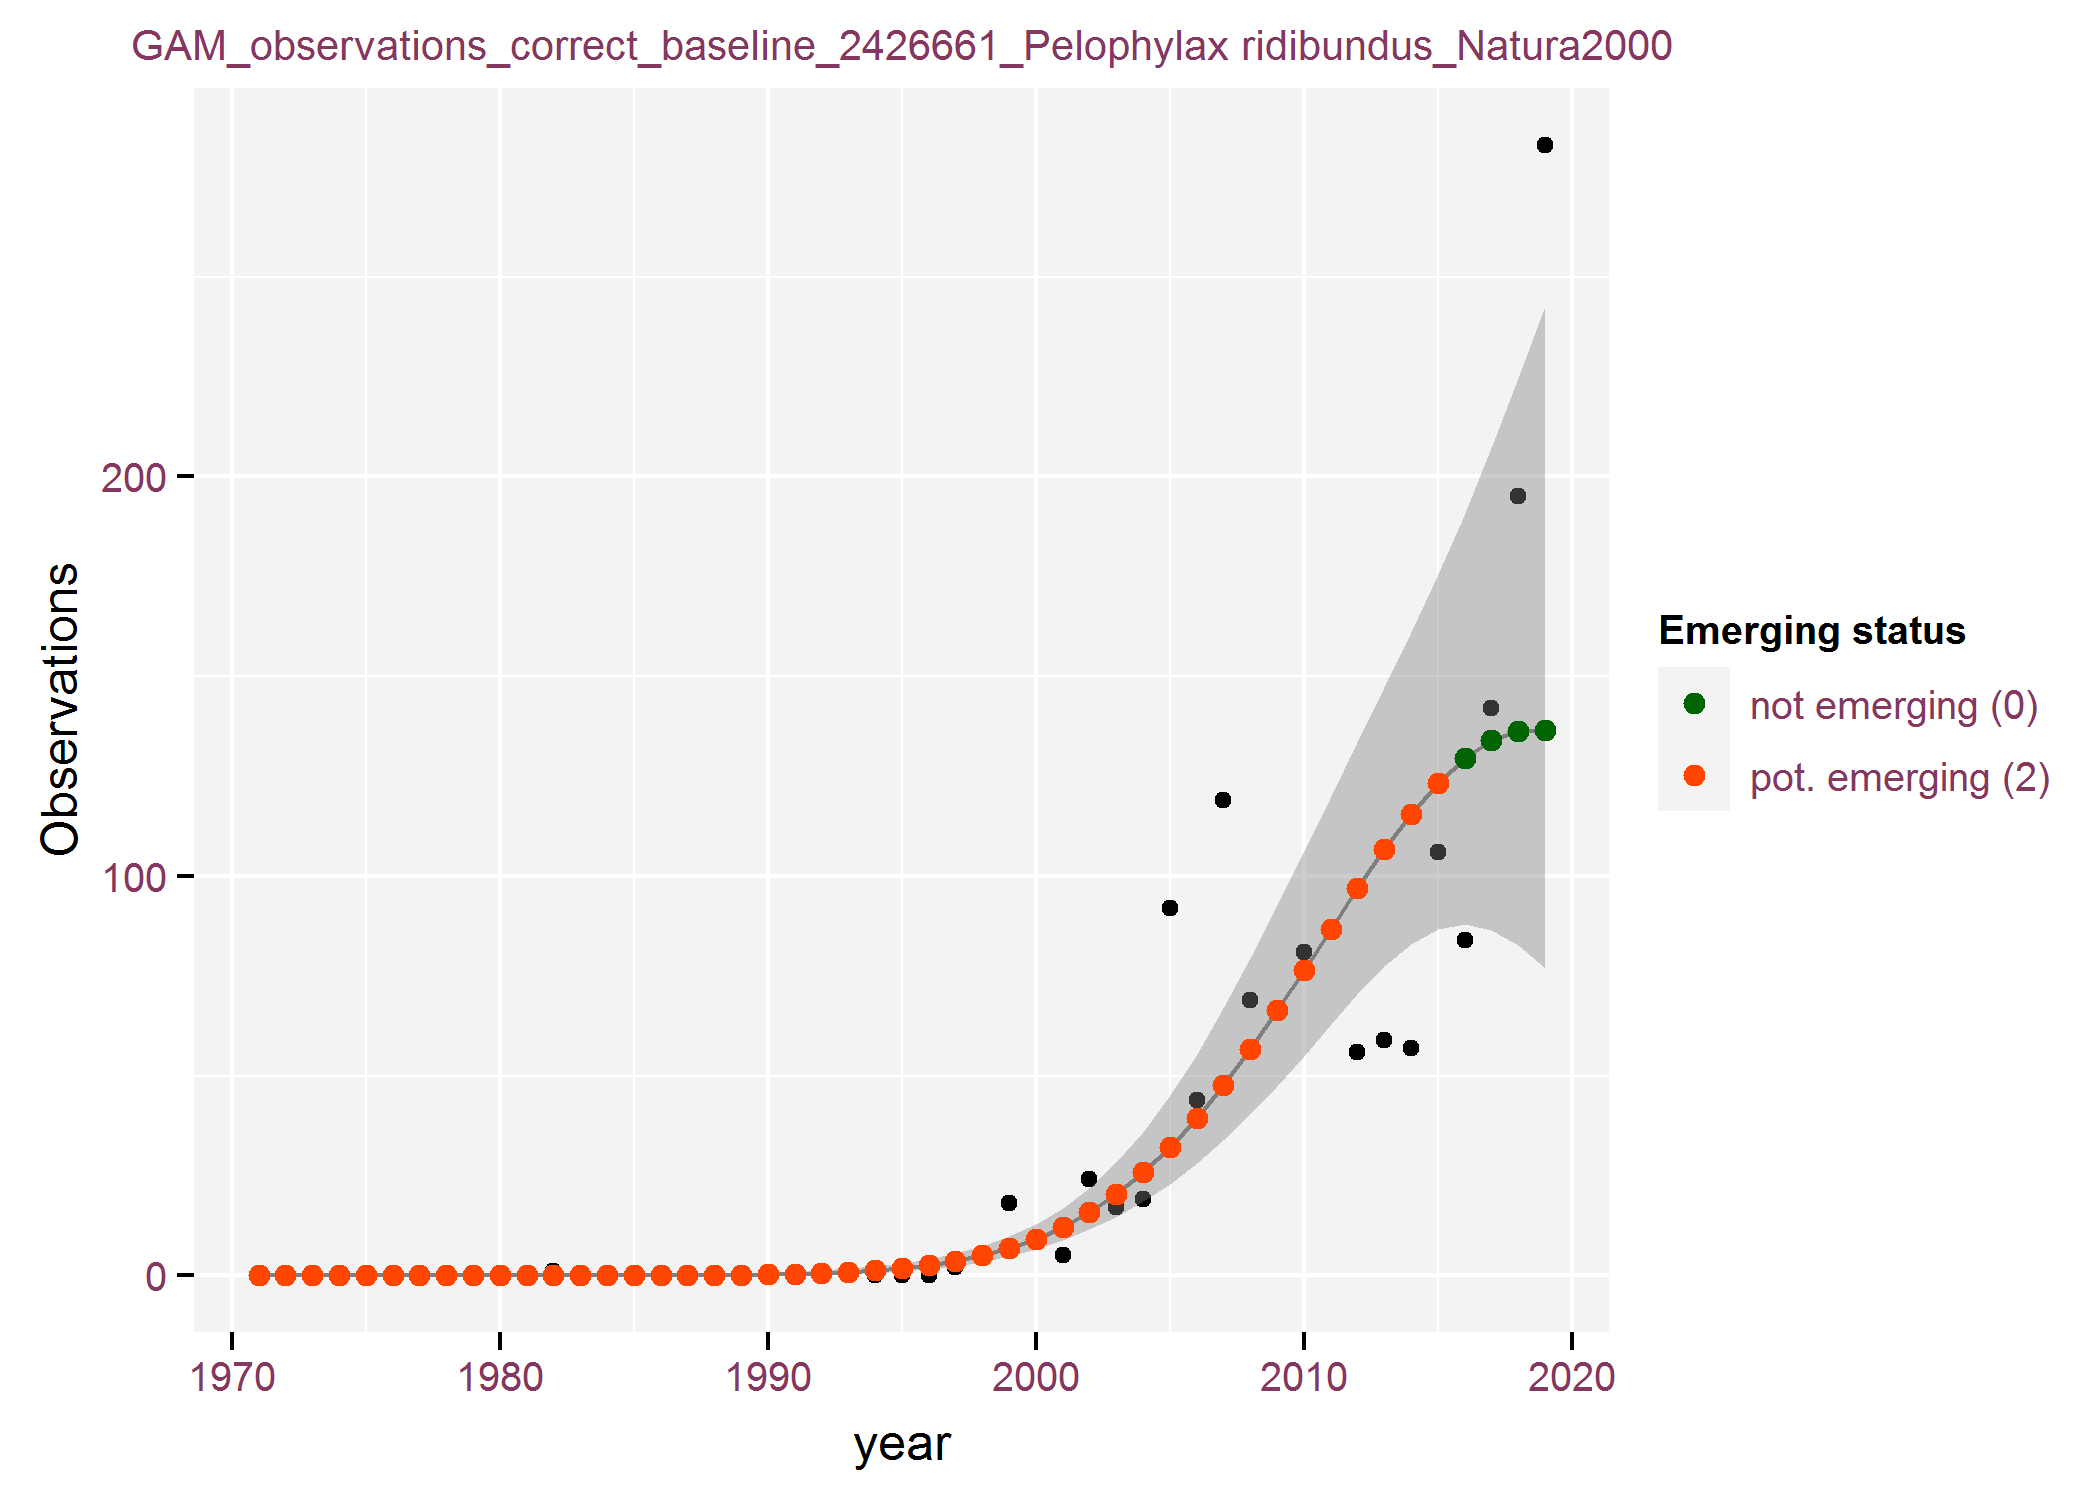 GAM_observations_correct_baseline_2426661_Pelophylax ridibundus_Natura2000
Observations
200
100
0
1970 1980 1990 2000 2010 2020
year
Emerging status
not emerging (0)
pot. emerging (2)